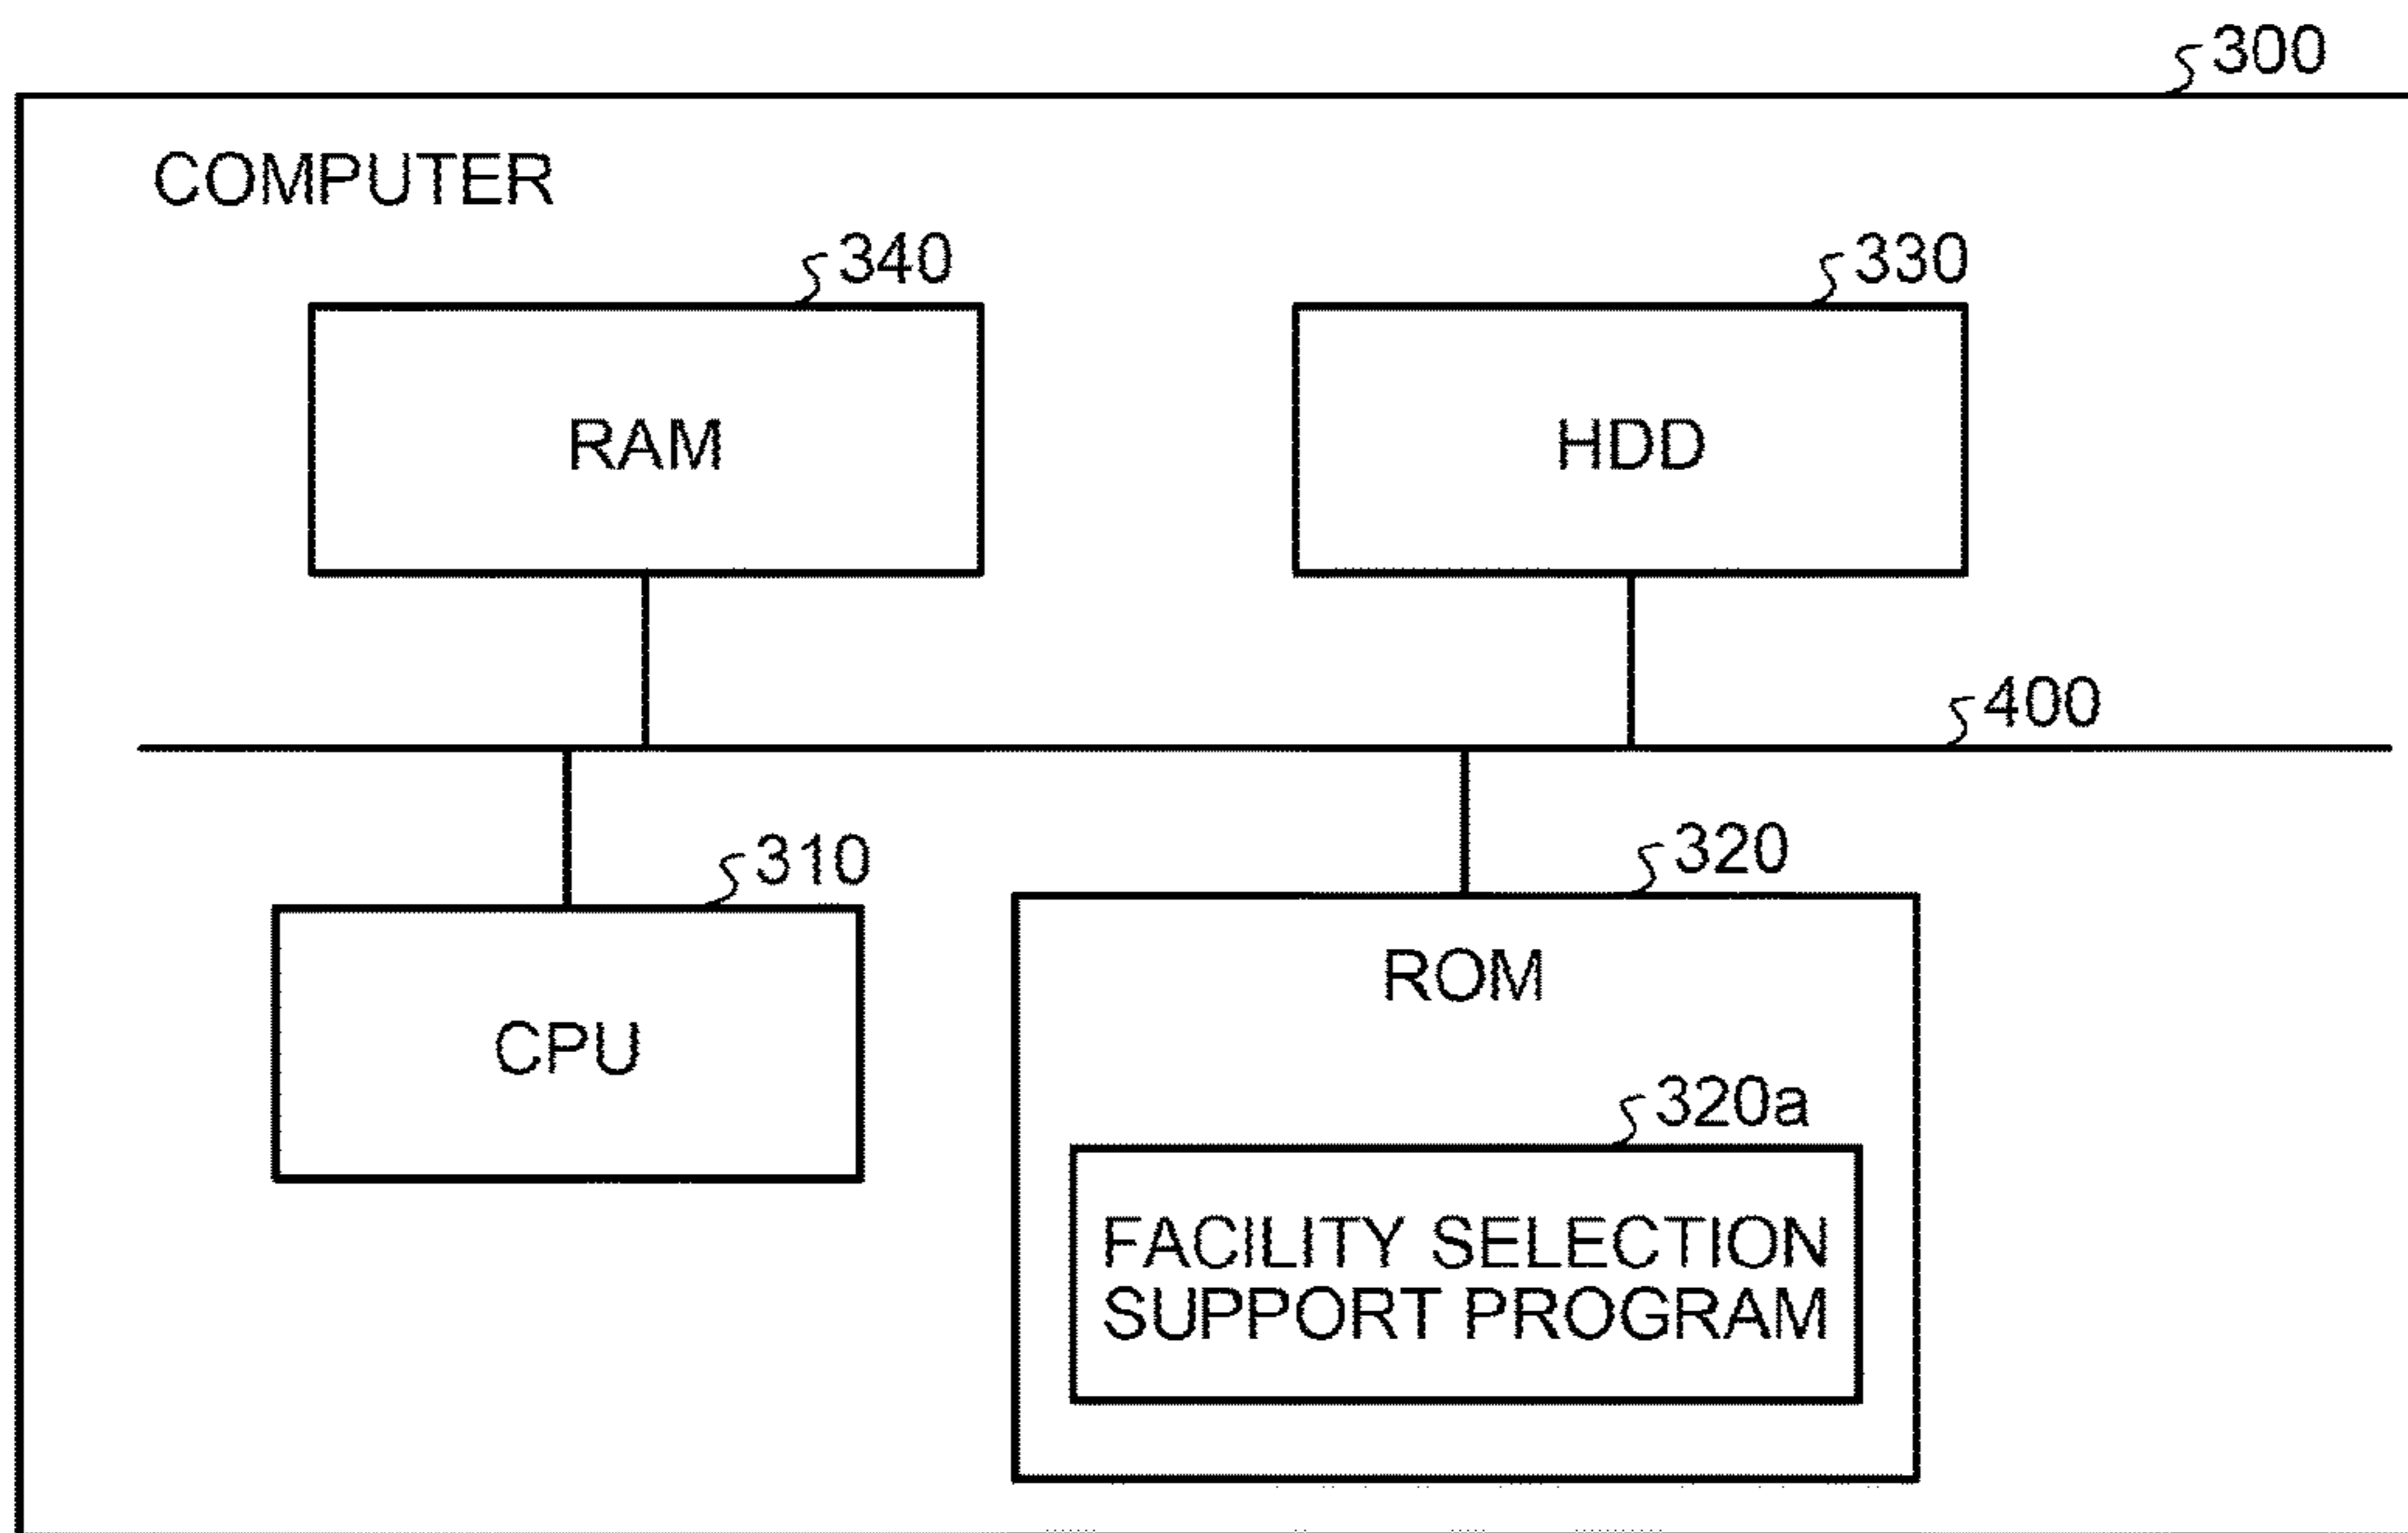 300
COMPUTER
340
330
RAM
HDD
400
310
320
CPU
ROM
320a
FACILITY SELECTION
SUPPORT PROGRAM